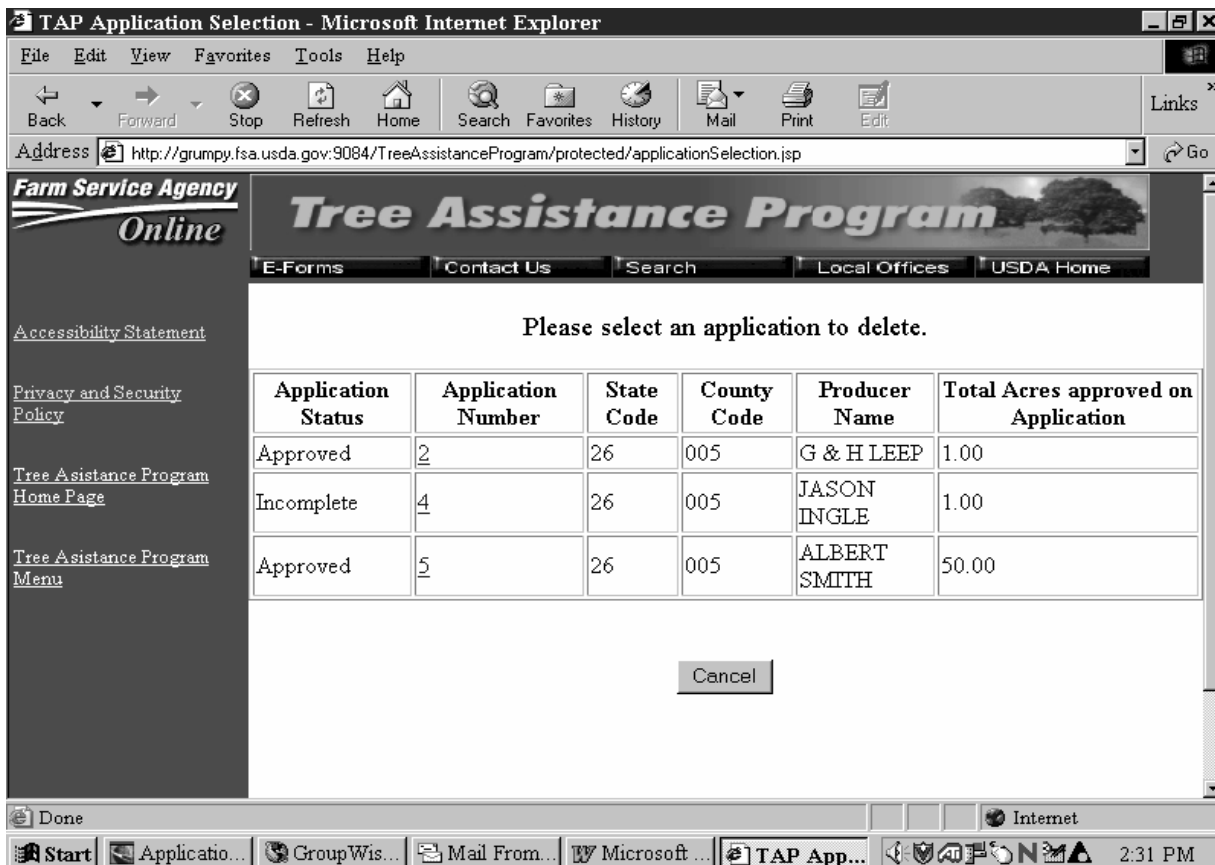 TAP Application Selection - Microsoft Internet Explorer
File Edit View Favorites Tools Help
Back Forward Stop Refresh Home Search Favorites History Mail Print Edit Links »
Address http://grumpy.fsa.usda.gov:9084/TreeAssistanceProgram/protected/applicationSelection.jsp Go
Farm Service Agency
Online
Tree Assistance Program
E-Forms Contact Us Search Local Offices USDA Home
Accessibility Statement
Privacy and Security
Policy
Tree Asistance Program
Home Page
Tree Asistance Program
Menu
Please select an application to delete.
Application Status Application Number State Code County Code Producer Name Total Acres approved on Application
Approved 2 26 005 G & H LEEP 1.00
Incomplete 4 26 005 JASON INGLE 1.00
Approved 5 26 005 ALBERT SMITH 50.00
Cancel
Done Internet
Start Applicatio... GroupWis... Mail From... Microsoft ... TAP App... 2:31 PM